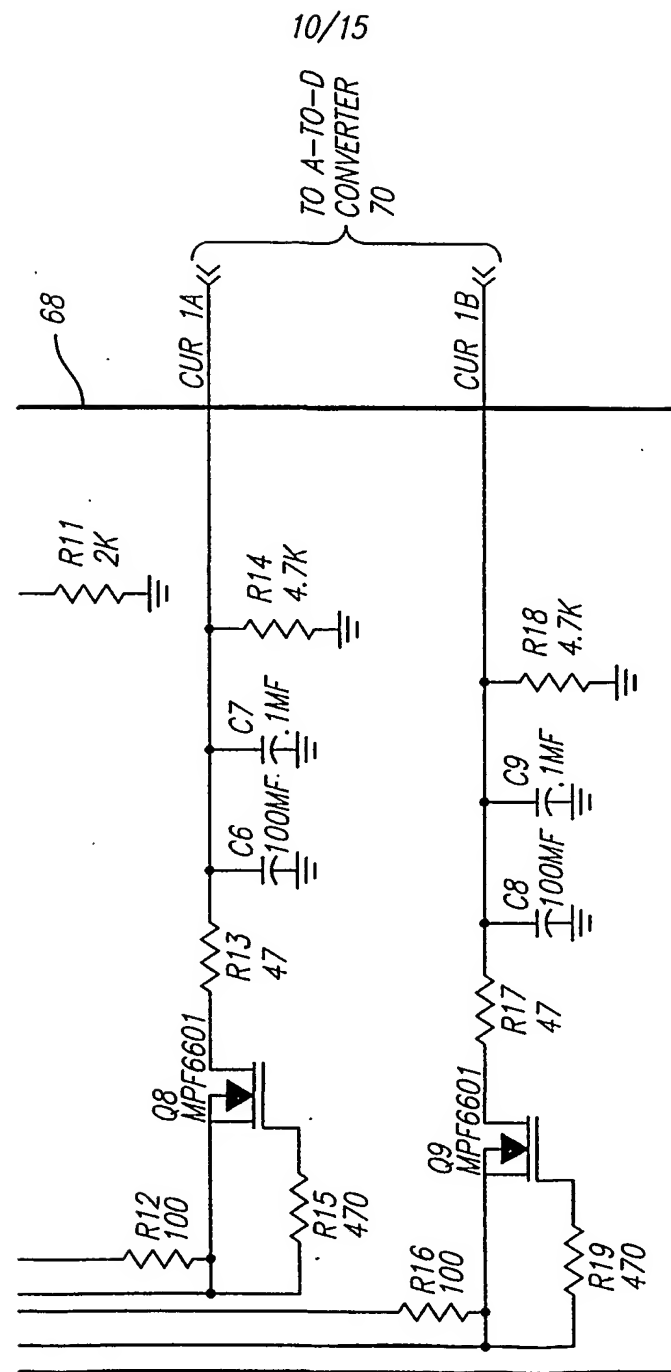 10/15
TO A-TO-D
CONVERTER
70
68
CUR 1A
CUR 1B
R11
2K
R14
4.7K
C7
.1MF
C6
100MF
R13
47
Q8
MPF6601
R12
100
R15
470
R18
4.7K
C9
.1MF
C8
100MF
R17
47
Q9
MPF6601
R16
100
R19
470